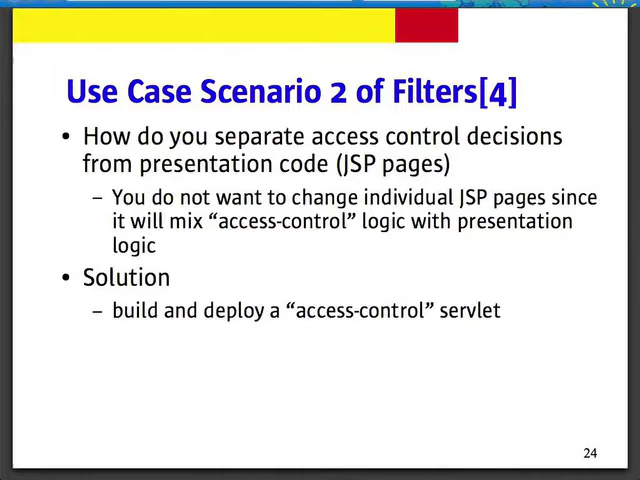 Use Case Scenario 2 of Filters[4]
• How do you separate access control decisions
from presentation code (JSP pages)
– You do not want to change individual JSP pages since
it will mix “access-control” logic with presentation
logic
• Solution
– build and deploy a “access-control” servlet
24